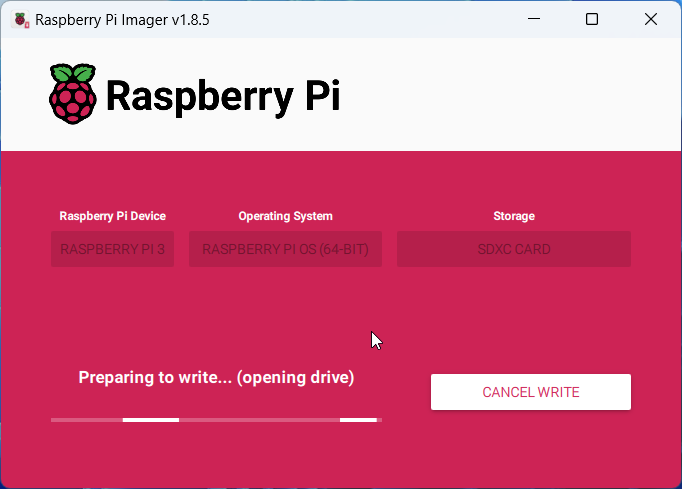 Raspberry Pi Imager v1.8.5
Raspberry Pi
Raspberry Pi Device
Operating System
Storage
RASPBERRY PI 3
RASPBERRY PI OS (64-BIT)
SDXC CARD
Preparing to write... (opening drive)
CANCEL WRITE